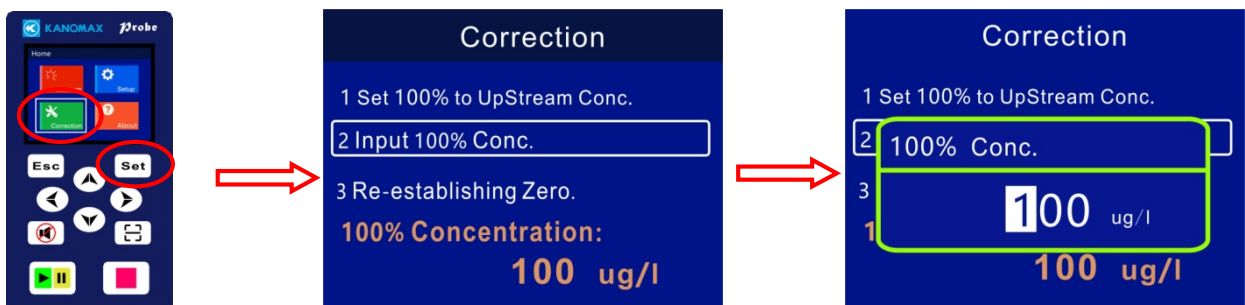 KANOMAX Probe
Home
Setup
Correction
About
Esc
Set
Correction
1 Set 100% to UpStream Conc.
2 Input 100% Conc.
3 Re-establishing Zero.
100% Concentration:
100 ug/l
Correction
1 Set 100% to UpStream Conc.
2
100% Conc.
3
100 ug/l
1
100 ug/l